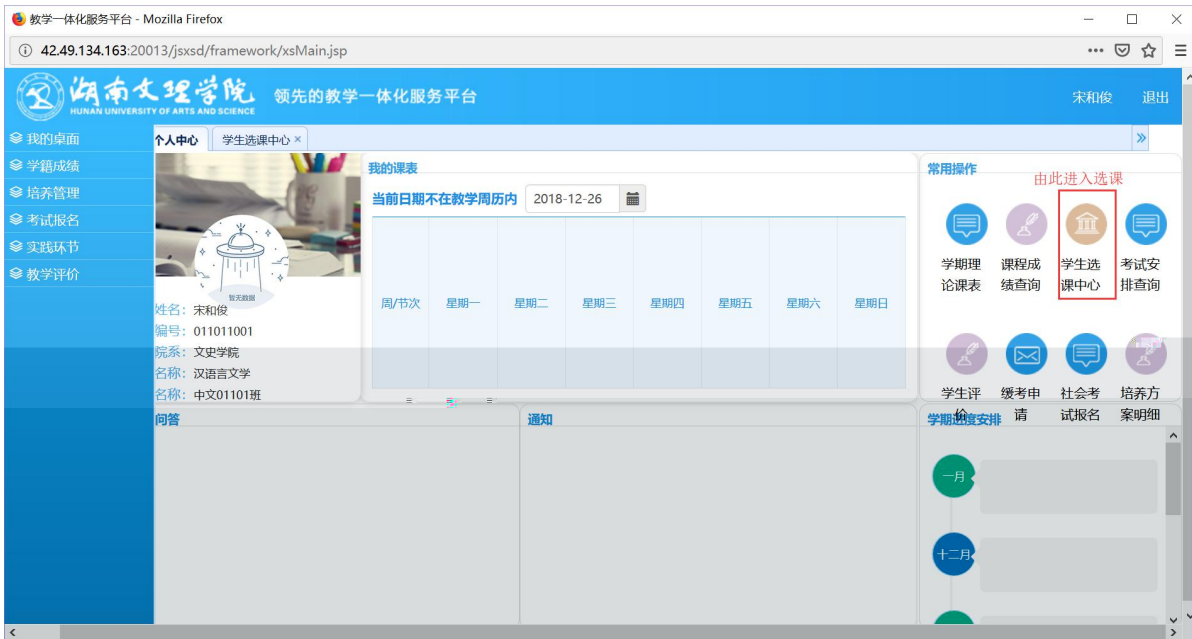 教学一体化服务平台 - Mozilla Firefox
42.49.134.163:20013/jsxsd/framework/xsMain.jsp
湖南文理学院
HUNAN UNIVERSITY OF ARTS AND SCIENCE
领先的教学一体化服务平台
宋和俊 退出
我的桌面
学籍成绩
培养管理
考试报名
实践环节
教学评价
个人中心 学生选课中心 ×
暂无数据
姓名: 宋和俊
编号: 011011001
院系: 文史学院
名称: 汉语言文学
名称: 中文01101班
我的课表
当前日期不在教学周历内 2018-12-26
周/节次 星期一 星期二 星期三 星期四 星期五 星期六 星期日
常用操作
由此进入选课
学期理论课表
课程成绩查询
学生选课中心
考试安排查询
学生评价
缓考申请
社会考试报名
培养方案明细
问答
通知
学期进度安排
一月
十二月